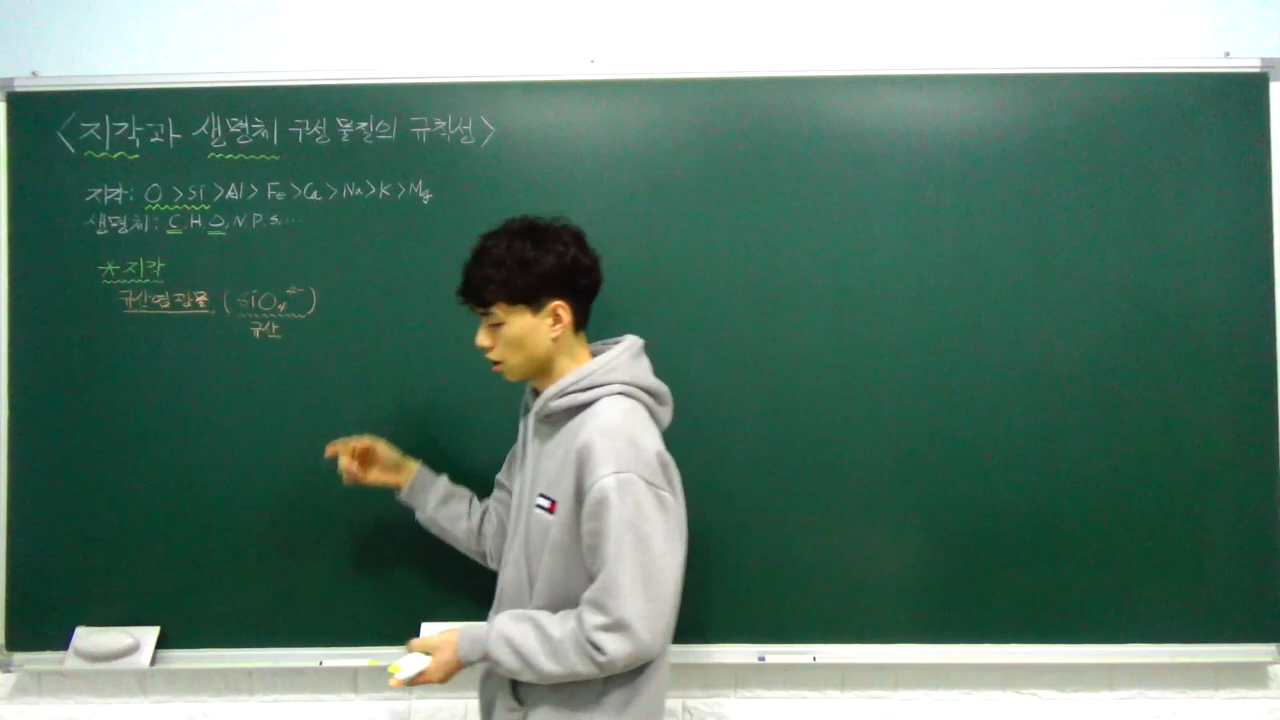 <지각과 생명체 구성 물질의 규칙성>
지각: O > Si > Al > Fe > Ca > Na > K > Mg
생명체: C, H, O, N, P, S, ...
* 지각
규산염 광물 (SiO₄⁴⁻)
규산